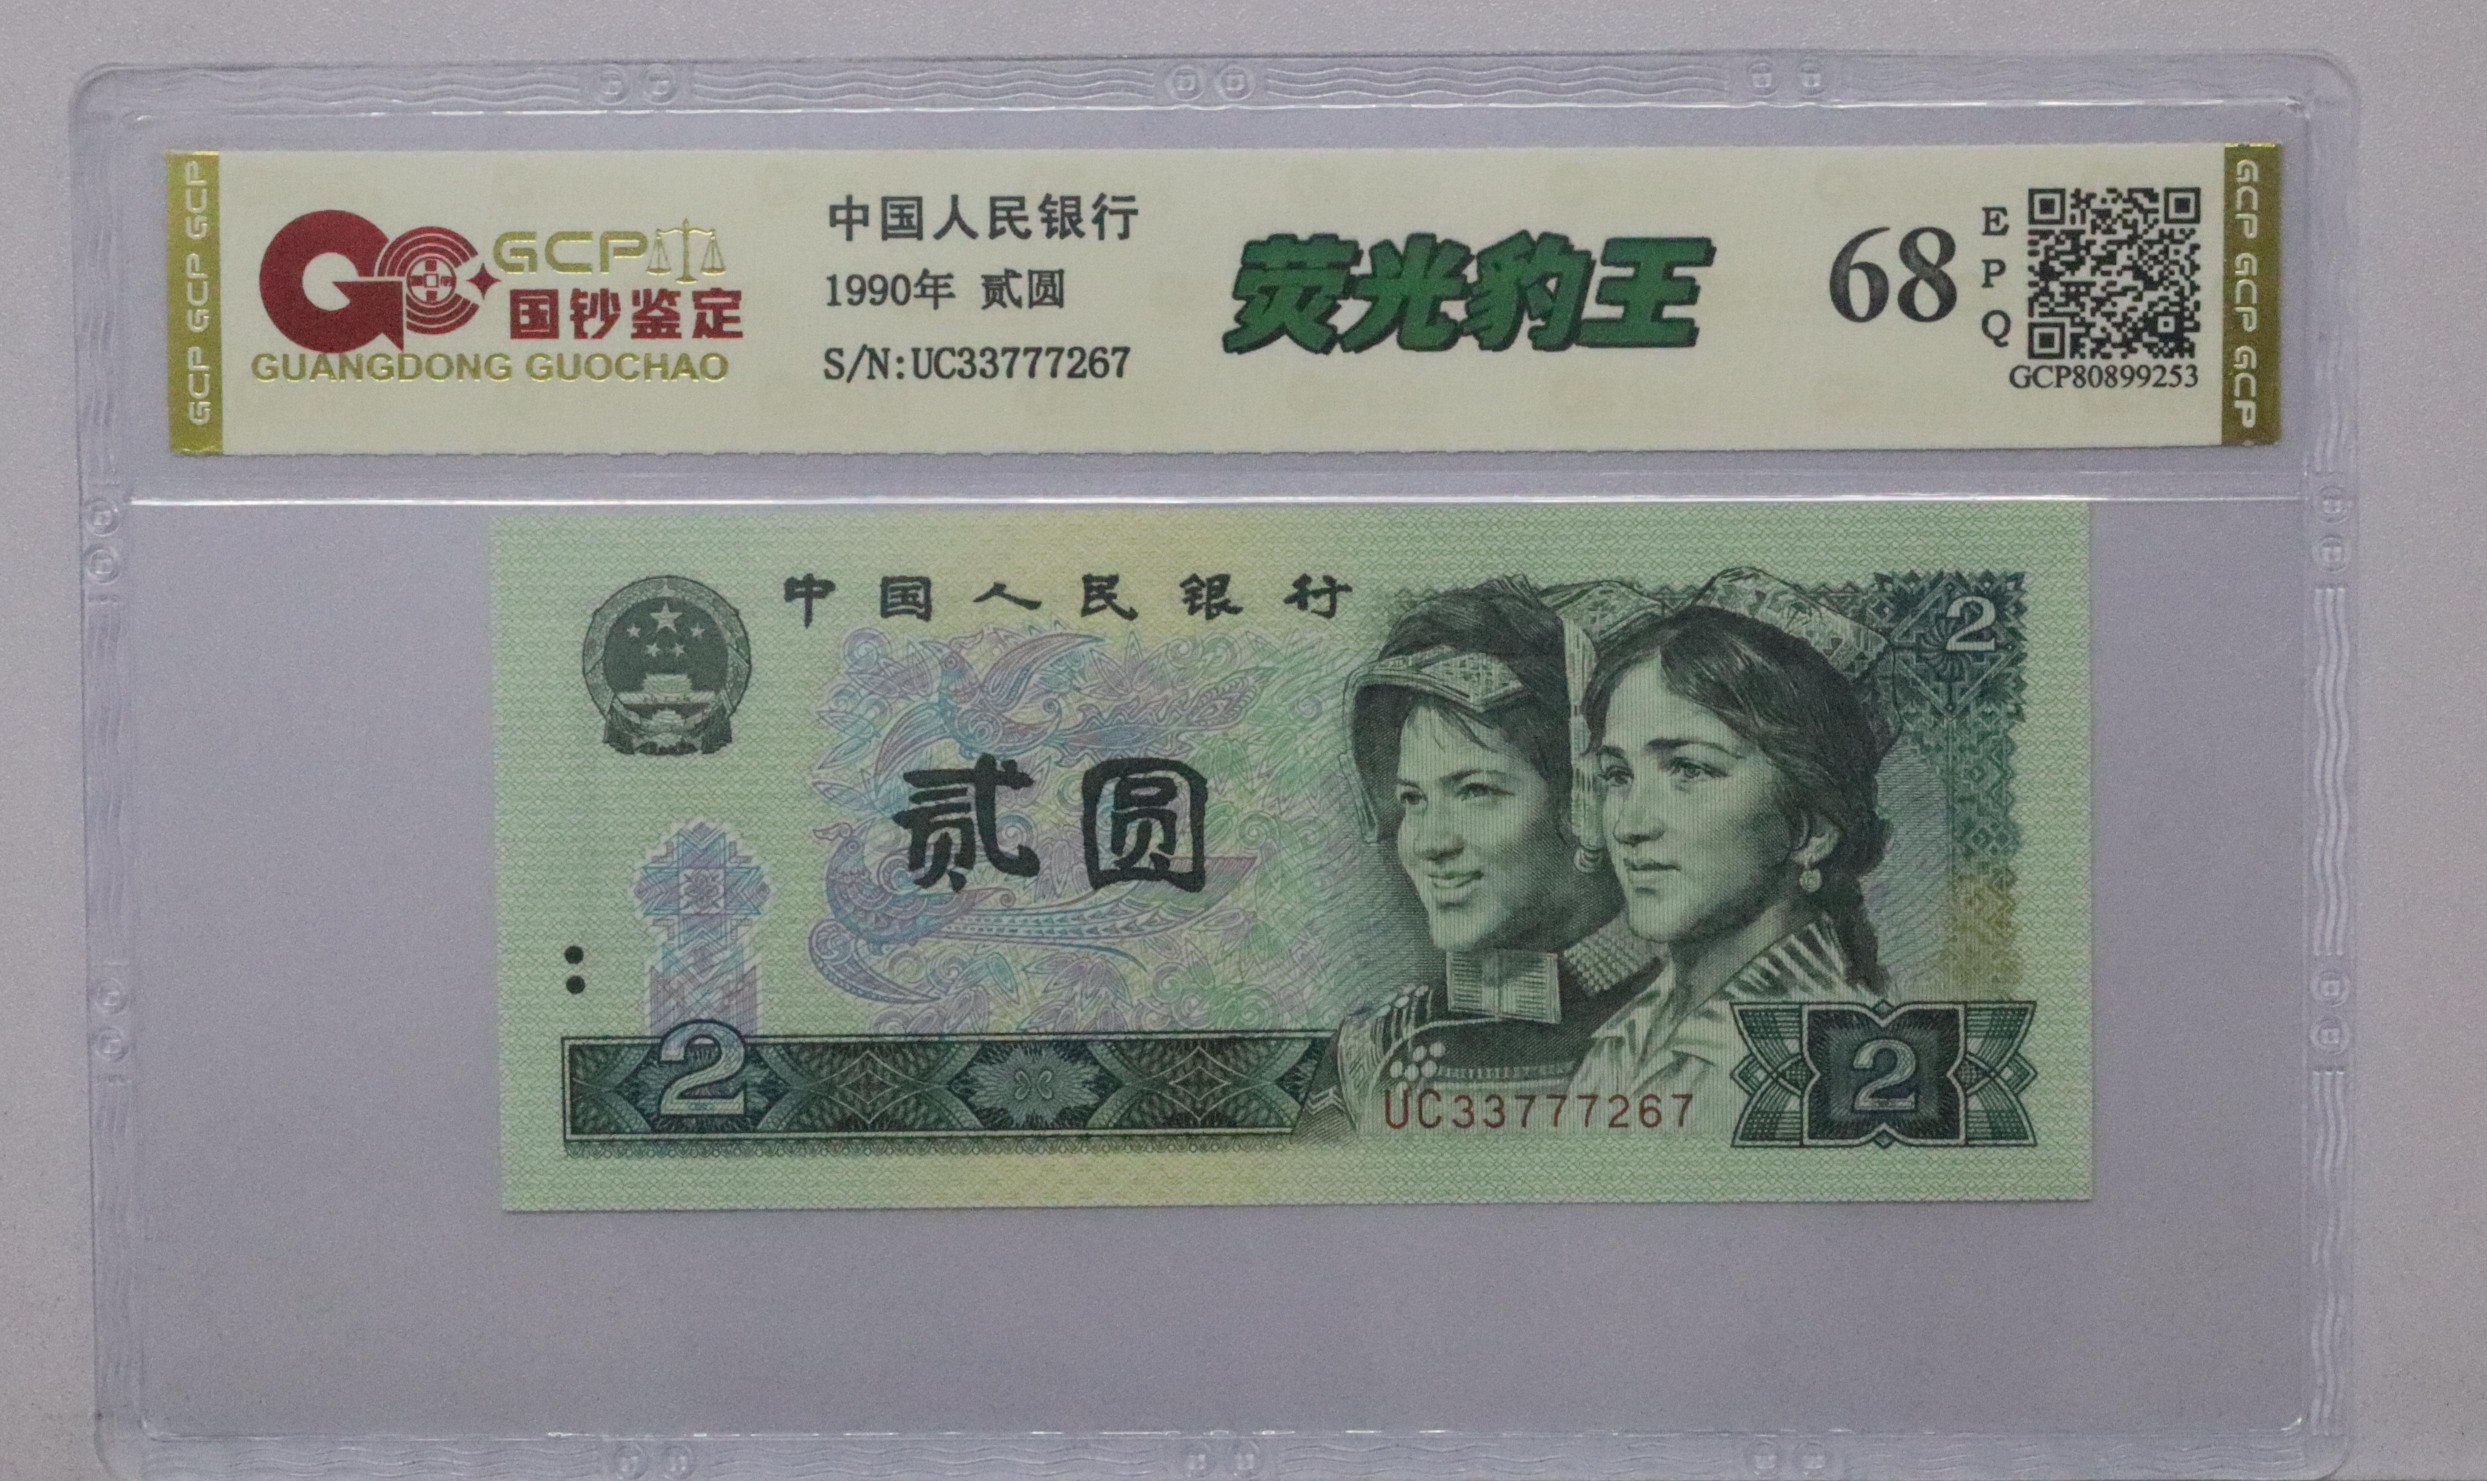 GCP GCP GCP
GCP
国钞鉴定
GUANGDONG GUOCHAO
中国人民银行
1990年 贰圆
S/N:UC33777267
荧光豹王
68
E
P
Q
GCP80899253
GCP GCP GCP
中国人民银行
2
贰圆
2
UC33777267
2